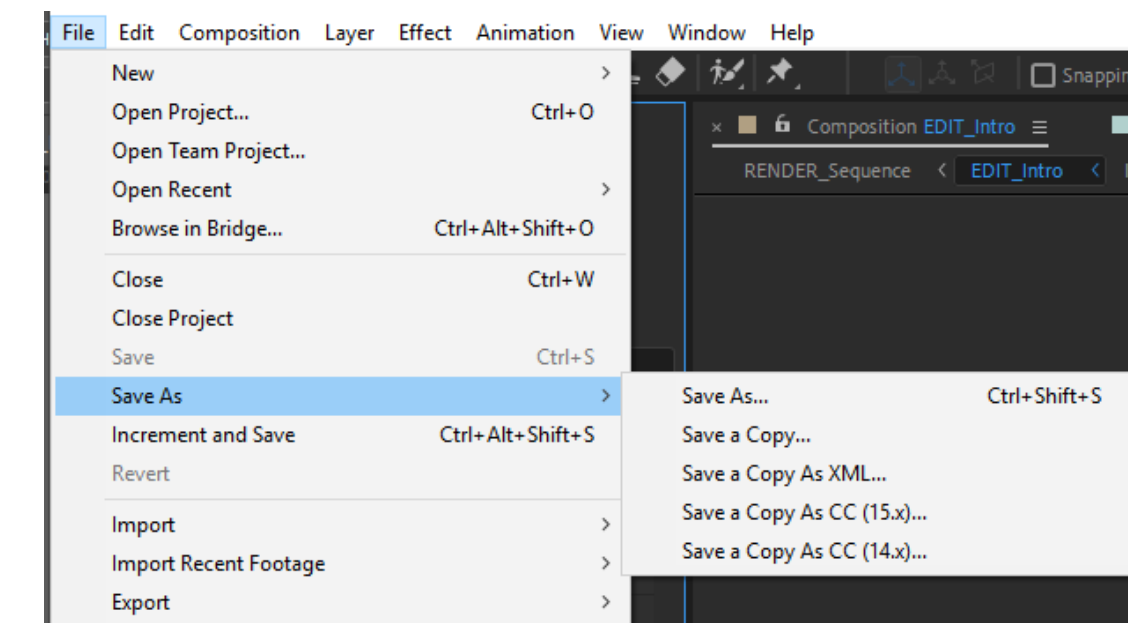 File Edit Composition Layer Effect Animation View Window Help
New
Open Project... Ctrl+O
Open Team Project...
Open Recent
Browse in Bridge... Ctrl+Alt+Shift+O
Close Ctrl+W
Close Project
Save Ctrl+S
Save As
Increment and Save Ctrl+Alt+Shift+S
Revert
Import
Import Recent Footage
Export
Snappin
Composition EDIT_Intro
RENDER_Sequence < EDIT_Intro <
Save As... Ctrl+Shift+S
Save a Copy...
Save a Copy As XML...
Save a Copy As CC (15.x)...
Save a Copy As CC (14.x)...